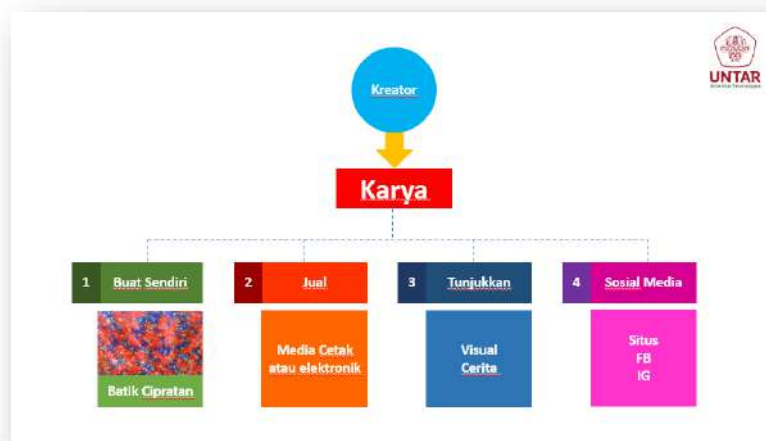 UNTAR
Kreator
Karya
1 Buat Sendiri
2 Jual
3 Tunjukkan
4 Sosial Media
Batik Cipratan
Media Cetak
atau elektronik
Visual
Cerita
Situs
FB
IG